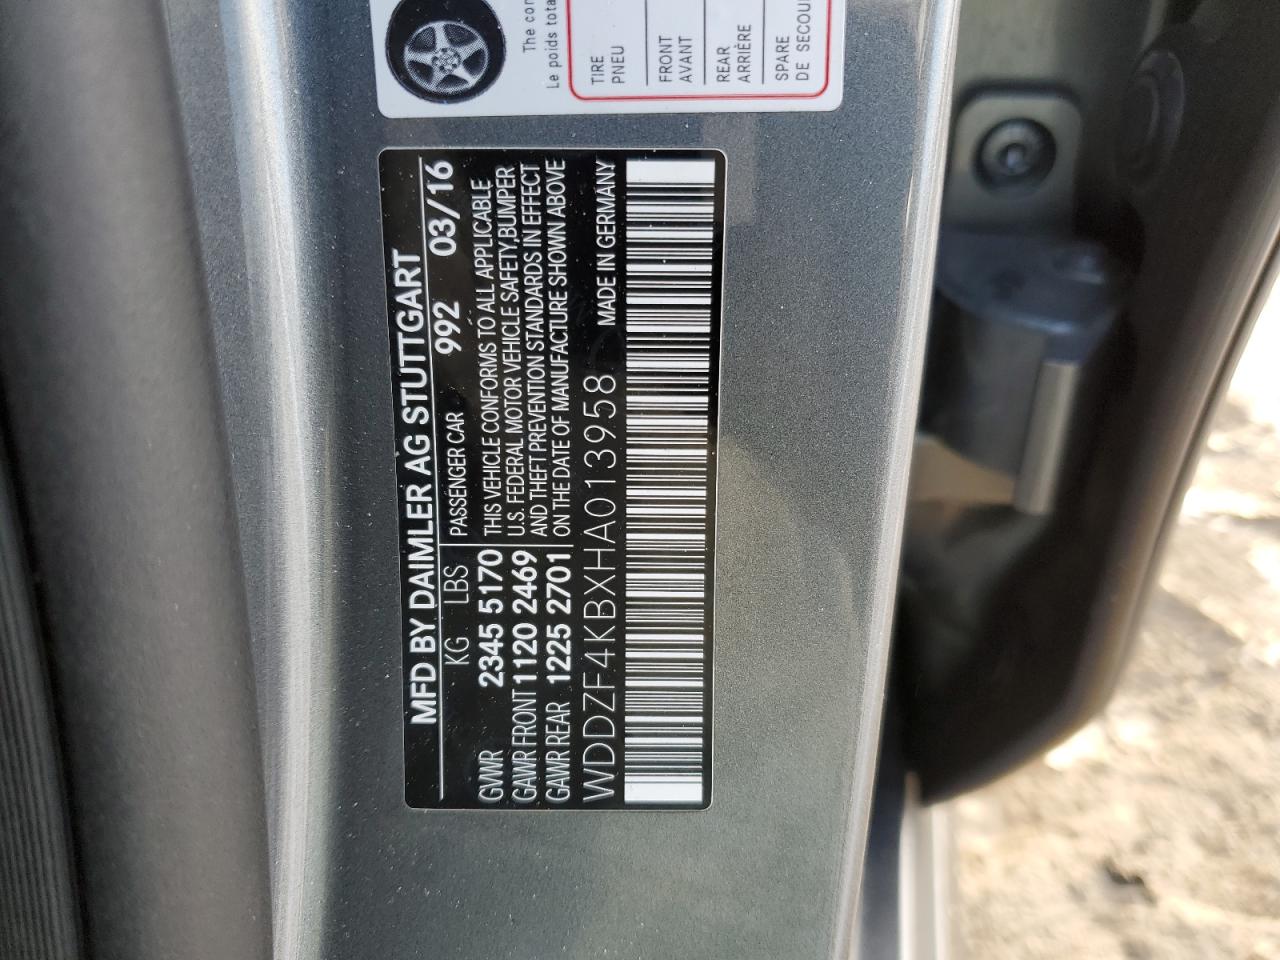 MFD BY DAIMLER AG STUTTGART
KG LBS PASSENGER CAR 992 03/16
GVWR 2345 5170 THIS VEHICLE CONFORMS TO ALL APPLICABLE
GAWR FRONT 1120 2469 U.S. FEDERAL MOTOR VEHICLE SAFETY, BUMPER
GAWR REAR 1225 2701 AND THEFT PREVENTION STANDARDS IN EFFECT
ON THE DATE OF MANUFACTURE SHOWN ABOVE
WDDZF4KBXHA013958 MADE IN GERMANY
The
Le poids
TIRE
PNEU
FRONT
AVANT
REAR
ARRIÈRE
SPARE
DE